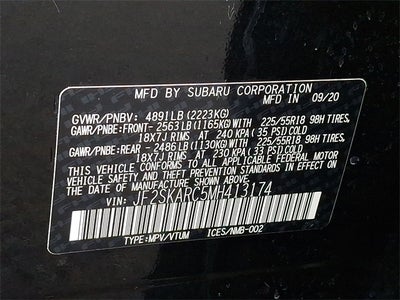 MFD BY SUBARU CORPORATION 09/20
GVWR/PNBV: 4891LB (2223KG)
GAWR/PNBE:FRONT- 2563LB(1165KG)WITH 225/55R18 98H TIRES,
18X7J RIMS AT 240 KPA(35 PSI)COLD
GAWR/PNBE:REAR - 2486LB(1130KG)WITH 225/55R18 98H TIRES,
18X7J RIMS AT 230 KPA(33 PSI)COLD
THIS VEHICLE CONFORMS TO ALL APPLICABLE FEDERAL MOTOR
VEHICLE SAFETY AND THEFT PREVENTION STANDARDS IN EFFECT
ON THE DATE OF MANUFACTURE SHOWN ABOVE.
VIN: JF2SKARC5MH413174
TYPE:MPV/VTUM ICES/NMB-002